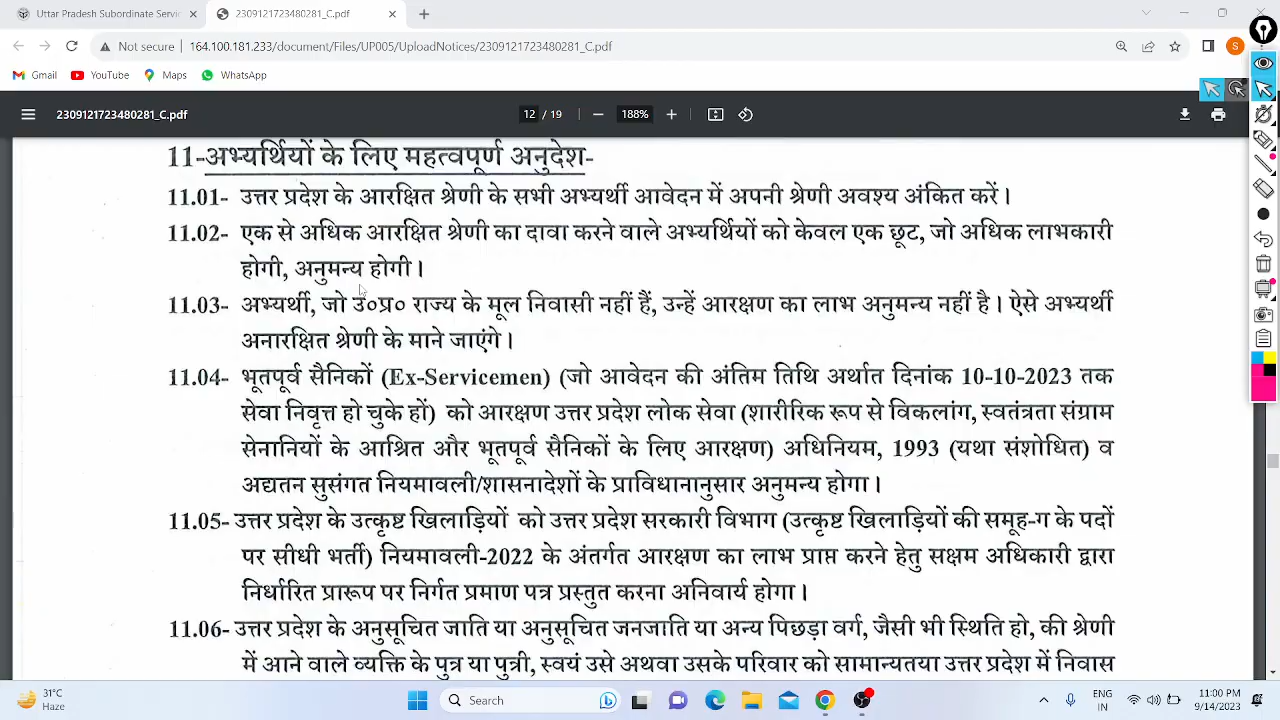 Uttar Pradesh Subordinate Servic
2309121723480281_C.pdf
Not secure
164.100.181.233/document/Files/UP005/UploadNotices/2309121723480281_C.pdf
S
Gmail
YouTube
Maps
WhatsApp
2309121723480281_C.pdf
12 / 19
188%
11-अभ्यर्थियों के लिए महत्वपूर्ण अनुदेश-
11.01- उत्तर प्रदेश के आरक्षित श्रेणी के सभी अभ्यर्थी आवेदन में अपनी श्रेणी अवश्य अंकित करें।
11.02- एक से अधिक आरक्षित श्रेणी का दावा करने वाले अभ्यर्थियों को केवल एक छूट, जो अधिक लाभकारी
होगी, अनुमन्य होगी।
11.03- अभ्यर्थी, जो उ०प्र० राज्य के मूल निवासी नहीं हैं, उन्हें आरक्षण का लाभ अनुमन्य नहीं है। ऐसे अभ्यर्थी
अनारक्षित श्रेणी के माने जाएंगे।
11.04- भूतपूर्व सैनिकों (Ex-Servicemen) (जो आवेदन की अंतिम तिथि अर्थात दिनांक 10-10-2023 तक
सेवा निवृत्त हो चुके हों) को आरक्षण उत्तर प्रदेश लोक सेवा (शारीरिक रूप से विकलांग, स्वतंत्रता संग्राम
सेनानियों के आश्रित और भूतपूर्व सैनिकों के लिए आरक्षण) अधिनियम, 1993 (यथा संशोधित) व
अद्यतन सुसंगत नियमावली/शासनादेशों के प्राविधानानुसार अनुमन्य होगा।
11.05- उत्तर प्रदेश के उत्कृष्ट खिलाड़ियों को उत्तर प्रदेश सरकारी विभाग (उत्कृष्ट खिलाड़ियों की समूह-ग के पदों
पर सीधी भर्ती) नियमावली-2022 के अंतर्गत आरक्षण का लाभ प्राप्त करने हेतु सक्षम अधिकारी द्वारा
निर्धारित प्रारूप पर निर्गत प्रमाण पत्र प्रस्तुत करना अनिवार्य होगा।
11.06- उत्तर प्रदेश के अनुसूचित जाति या अनुसूचित जनजाति या अन्य पिछड़ा वर्ग, जैसी भी स्थिति हो, की श्रेणी
में आने वाले व्यक्ति के पुत्र या पुत्री, स्वयं उसे अथवा उसके परिवार को सामान्यतया उत्तर प्रदेश में निवास
31°C
Haze
Search
ENG
IN
11:00 PM
9/14/2023